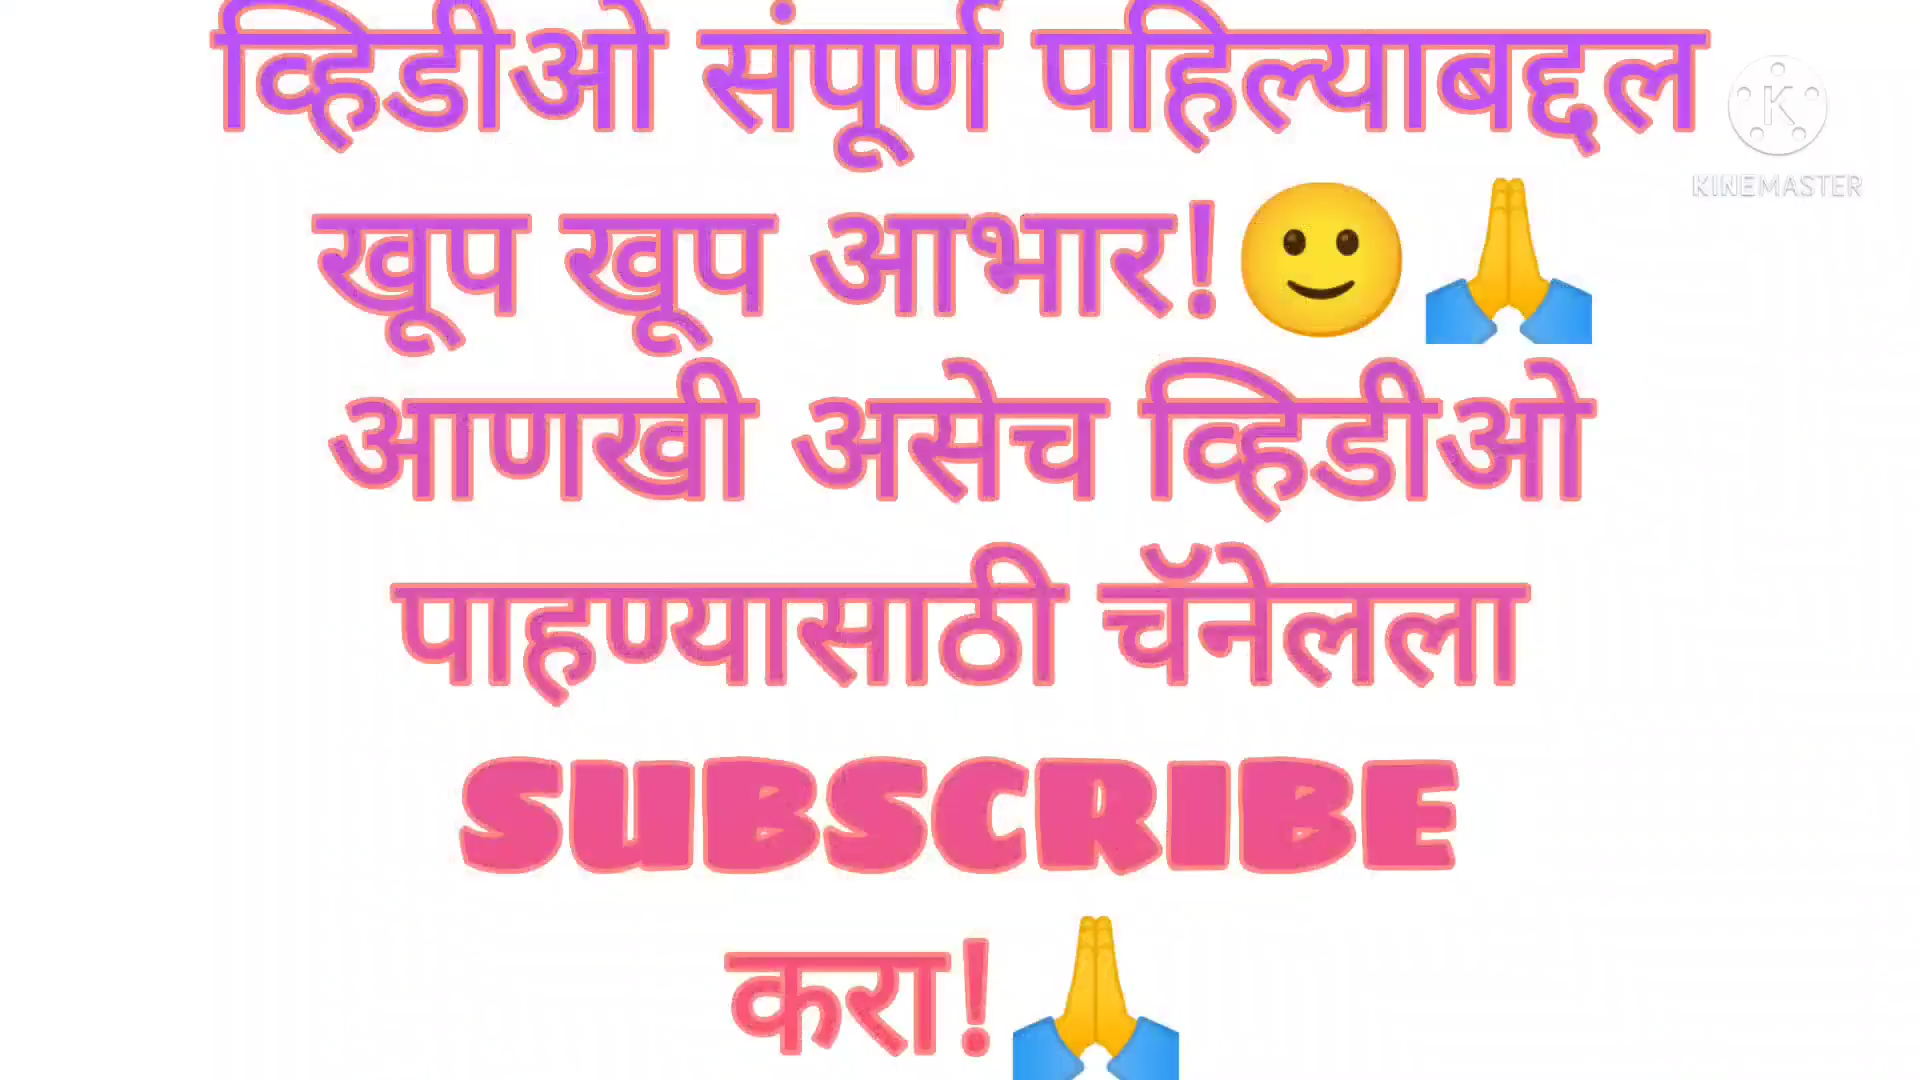 व्हिडीओ संपूर्ण पहिल्याबद्दल
खूप खूप आभार!🙂🙏
आणखी असेच व्हिडीओ
पाहण्यासाठी चॅनेलला
SUBSCRIBE
करा!🙏
K
KINEMASTER